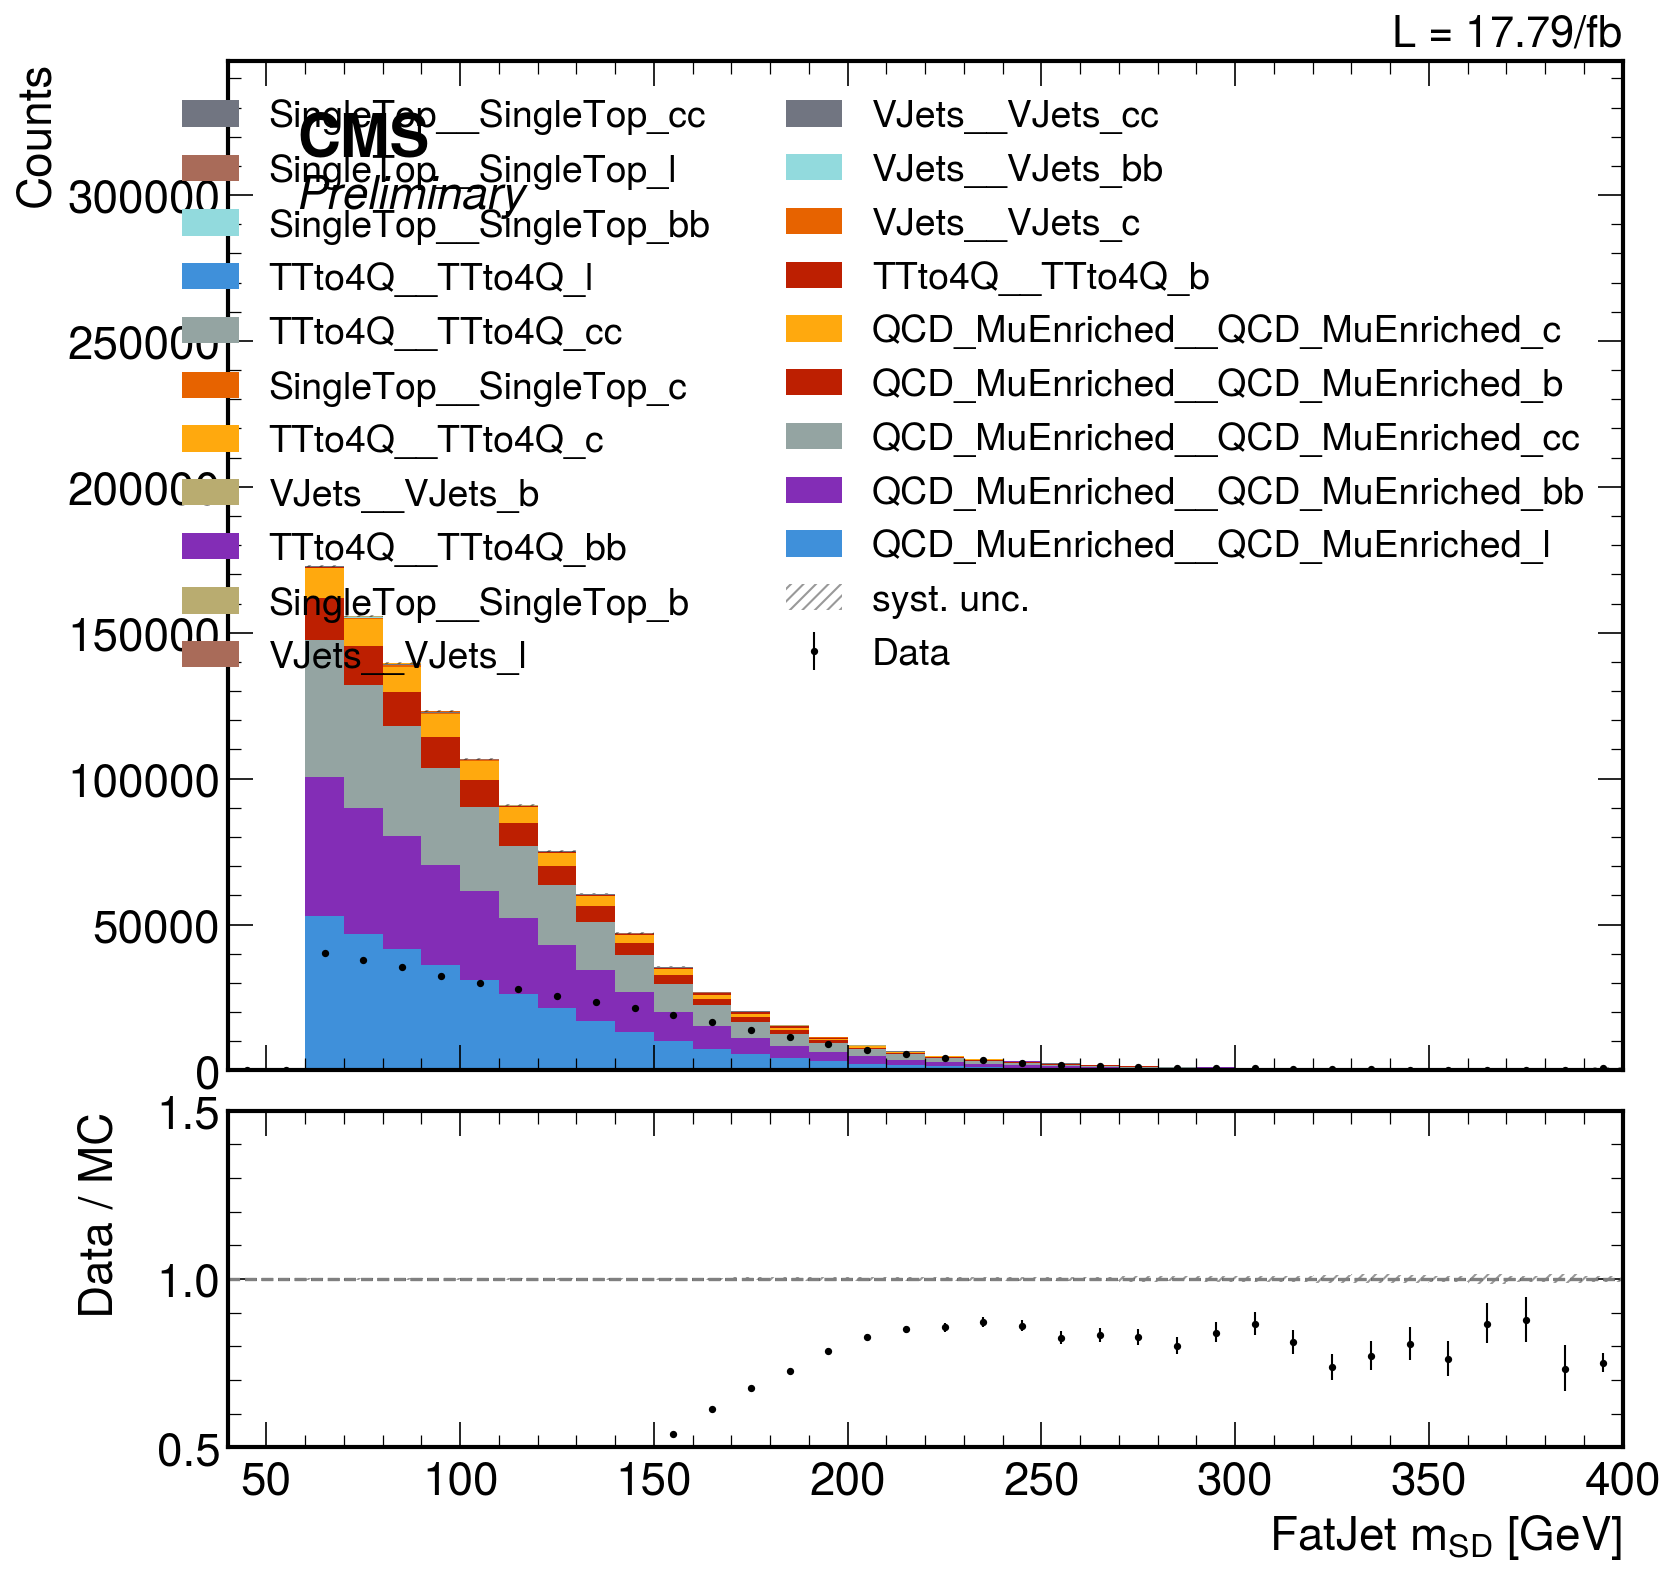 L = 17.79/fb
Counts
CMS
Preliminary
SingleTop__SingleTop_cc
SingleTop__SingleTop_l
SingleTop__SingleTop_bb
TTto4Q__TTto4Q_l
TTto4Q__TTto4Q_cc
SingleTop__SingleTop_c
TTto4Q__TTto4Q_c
VJets__VJets_b
TTto4Q__TTto4Q_bb
SingleTop__SingleTop_b
VJets__VJets_l
VJets__VJets_cc
VJets__VJets_bb
VJets__VJets_c
TTto4Q__TTto4Q_b
QCD_MuEnriched__QCD_MuEnriched_c
QCD_MuEnriched__QCD_MuEnriched_b
QCD_MuEnriched__QCD_MuEnriched_cc
QCD_MuEnriched__QCD_MuEnriched_bb
QCD_MuEnriched__QCD_MuEnriched_l
syst. unc.
Data
300000
250000
200000
150000
100000
50000
0
Data / MC
1.5
1.0
0.5
50 100 150 200 250 300 350 400
FatJet m_SD [GeV]